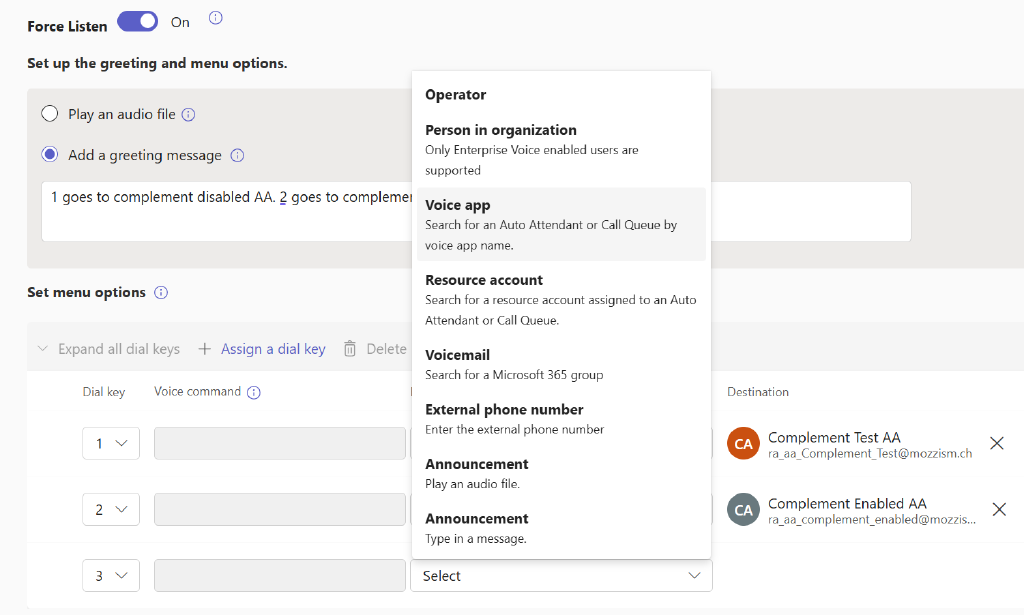 Force Listen On
Set up the greeting and menu options.
Play an audio file
Add a greeting message
1 goes to complement disabled AA. 2 goes to complemen
Operator
Person in organization
Only Enterprise Voice enabled users are
supported
Voice app
Search for an Auto Attendant or Call Queue by
voice app name.
Resource account
Search for a resource account assigned to an Auto
Attendant or Call Queue.
Voicemail
Search for a Microsoft 365 group
External phone number
Enter the external phone number
Announcement
Play an audio file.
Announcement
Type in a message.
Set menu options
Expand all dial keys Assign a dial key Delete
Dial key Voice command Destination
1 CA Complement Test AA
ra_aa_Complement_Test@mozzism.ch
2 CA Complement Enabled AA
ra_aa_complement_enabled@mozzis...
3 Select